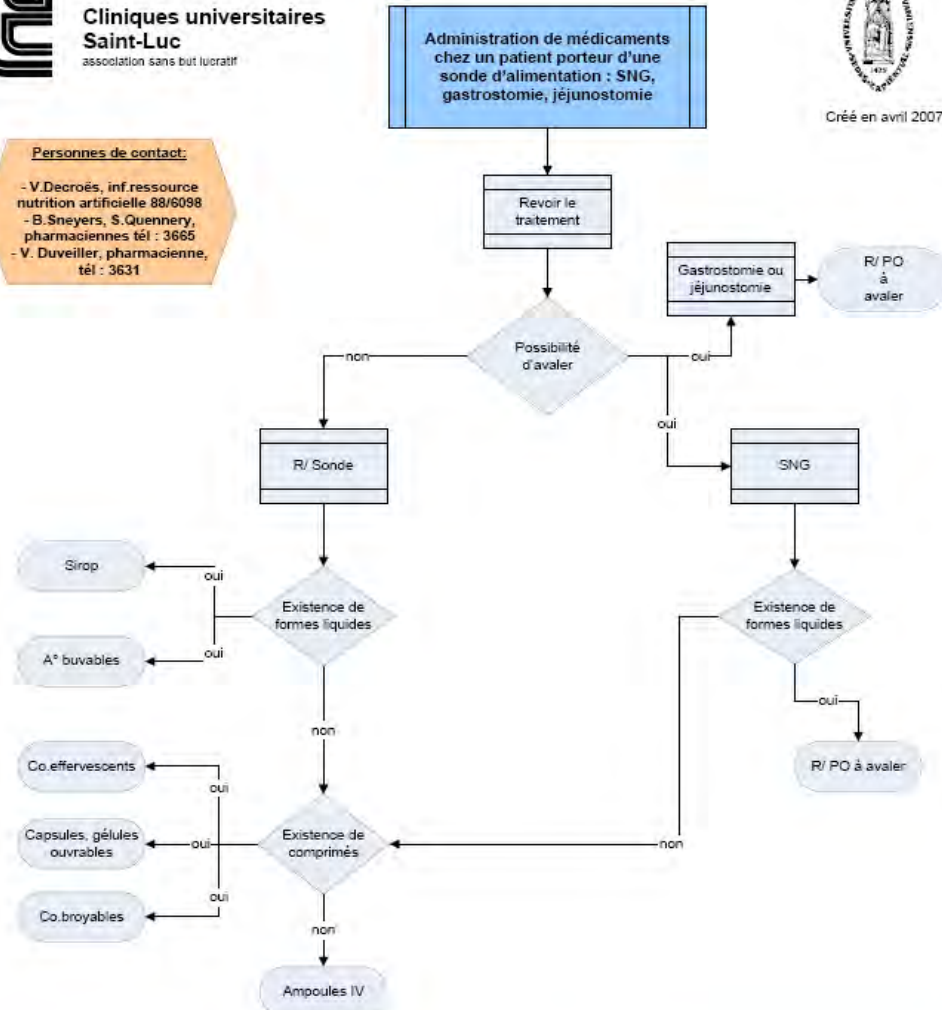 Cliniques universitaires
Saint-Luc
association sans but lucratif
Administration de médicaments
chez un patient porteur d'une
sonde d'alimentation : SNG,
gastrostomie, jéjunostomie
1425
Créé en avril 2007
Personnes de contact:
- V.Decroës, inf.ressource
nutrition artificielle 88/6098
- B.Sneyers, S.Quennery,
pharmaciennes tél : 3665
- V. Duveiller, pharmacienne,
tél : 3631
Revoir le
traitement
Gastrostomie ou
jéjunostomie
R/ PO
à
avaler
Possibilité
d'avaler
non
oui
oui
R/ Sonde
SNG
Sirop
oui
Existence de
formes liquides
Existence de
formes liquides
A° buvables
oui
non
oui
R/ PO à avaler
Co.effervescents
oui
Capsules, gélules
ouvrables
oui
Existence de
comprimés
non
oui
Co.broyables
non
Ampoules IV